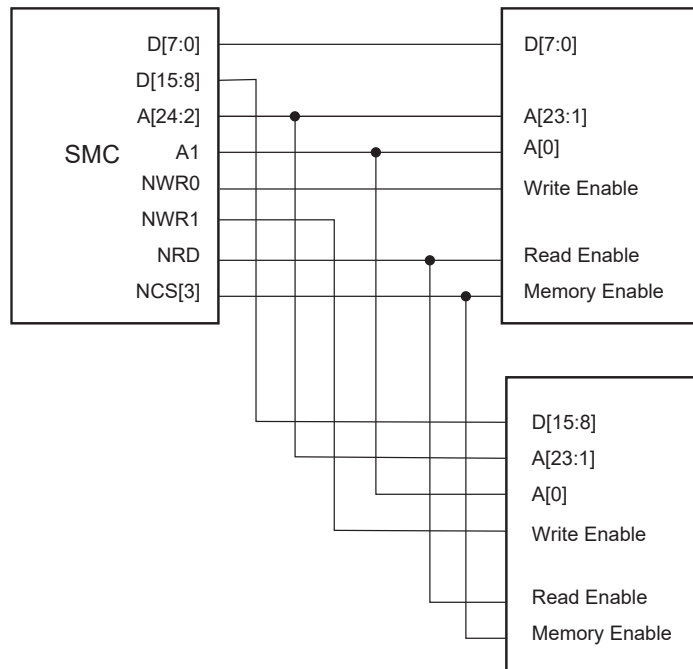 D[7:0]
D[15:8]
A[24:2]
SMC
A1
NWR0
NWR1
NRD
NCS[3]
D[7:0]
A[23:1]
A[0]
Write Enable
Read Enable
Memory Enable
D[15:8]
A[23:1]
A[0]
Write Enable
Read Enable
Memory Enable